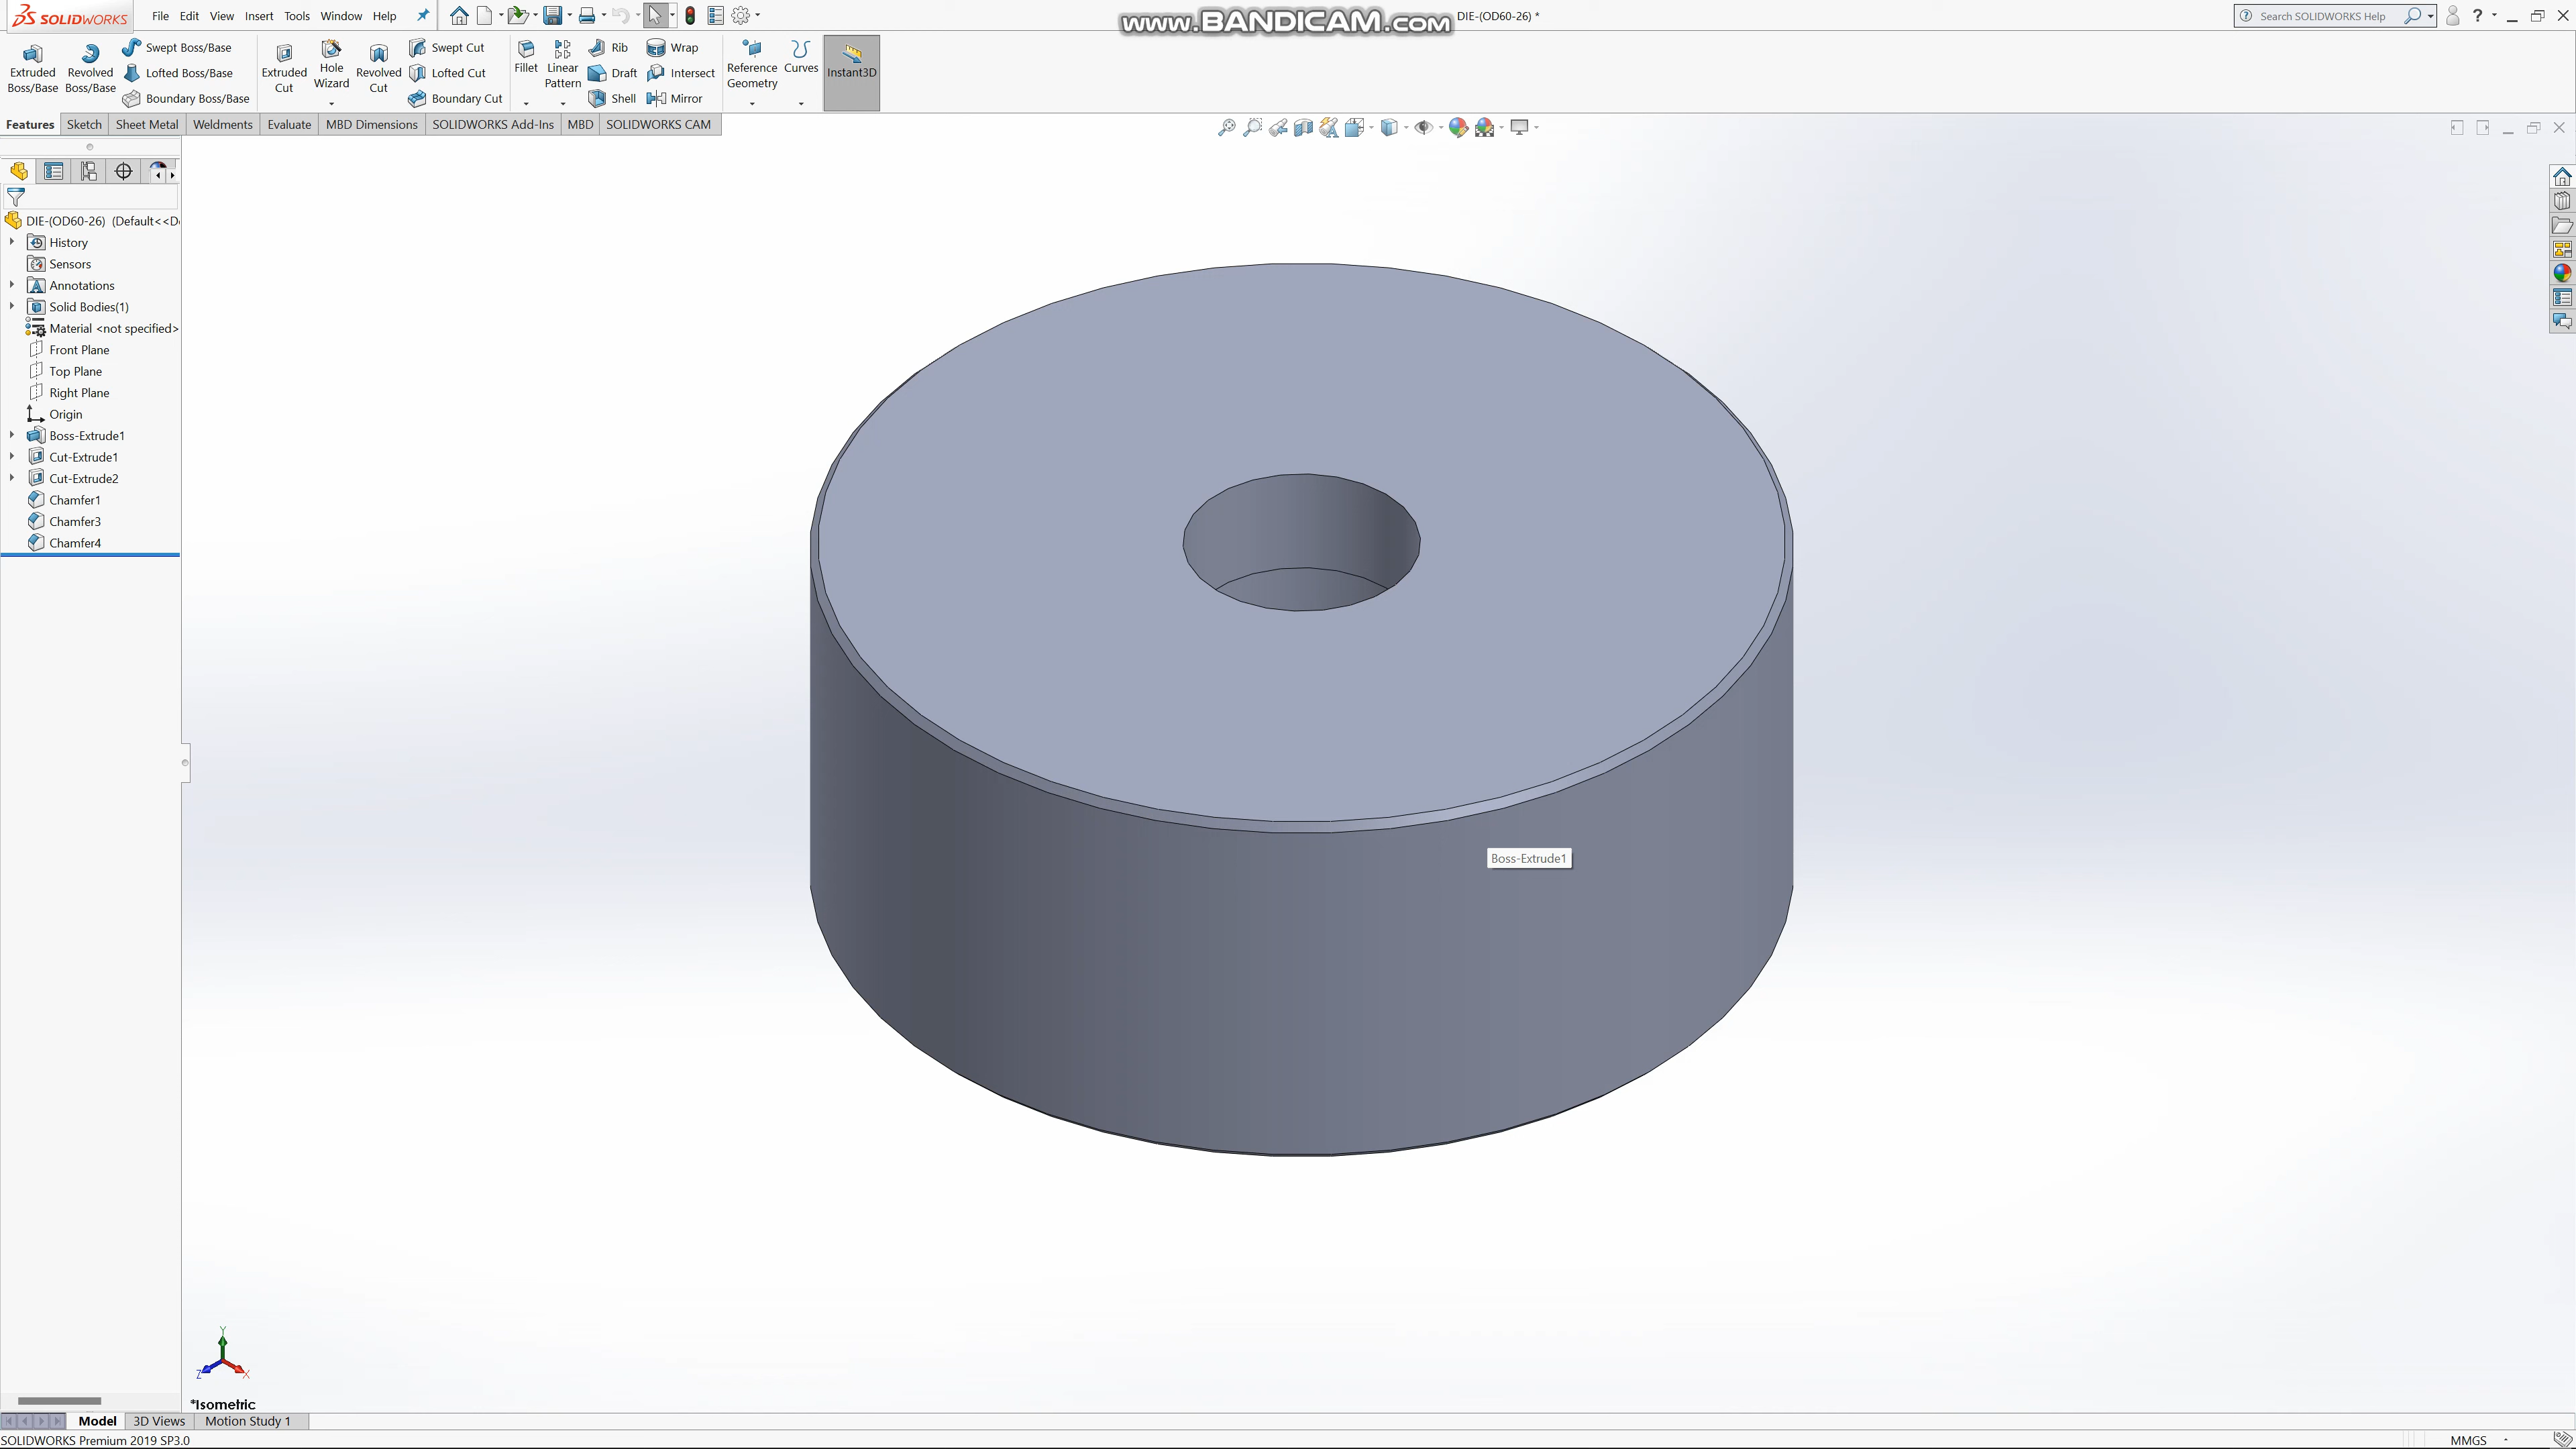 SOLIDWORKS File Edit View Insert Tools Window Help
www.BANDICAM.com
DIE-(OD60-26) *
Search SOLIDWORKS Help
?
Extruded Boss/Base
Revolved Boss/Base
Swept Boss/Base
Lofted Boss/Base
Boundary Boss/Base
Extruded Cut
Hole Wizard
Revolved Cut
Swept Cut
Lofted Cut
Boundary Cut
Fillet
Linear Pattern
Rib
Draft
Shell
Wrap
Intersect
Mirror
Reference Geometry
Curves
Instant3D
Features Sketch Sheet Metal Weldments Evaluate MBD Dimensions SOLIDWORKS Add-Ins MBD SOLIDWORKS CAM
DIE-(OD60-26) (Default<<D
History
Sensors
Annotations
Solid Bodies(1)
Material <not specified>
Front Plane
Top Plane
Right Plane
Origin
Boss-Extrude1
Cut-Extrude1
Cut-Extrude2
Chamfer1
Chamfer3
Chamfer4
Boss-Extrude1
Y
Z
X
*Isometric
Model 3D Views Motion Study 1
SOLIDWORKS Premium 2019 SP3.0
MMGS